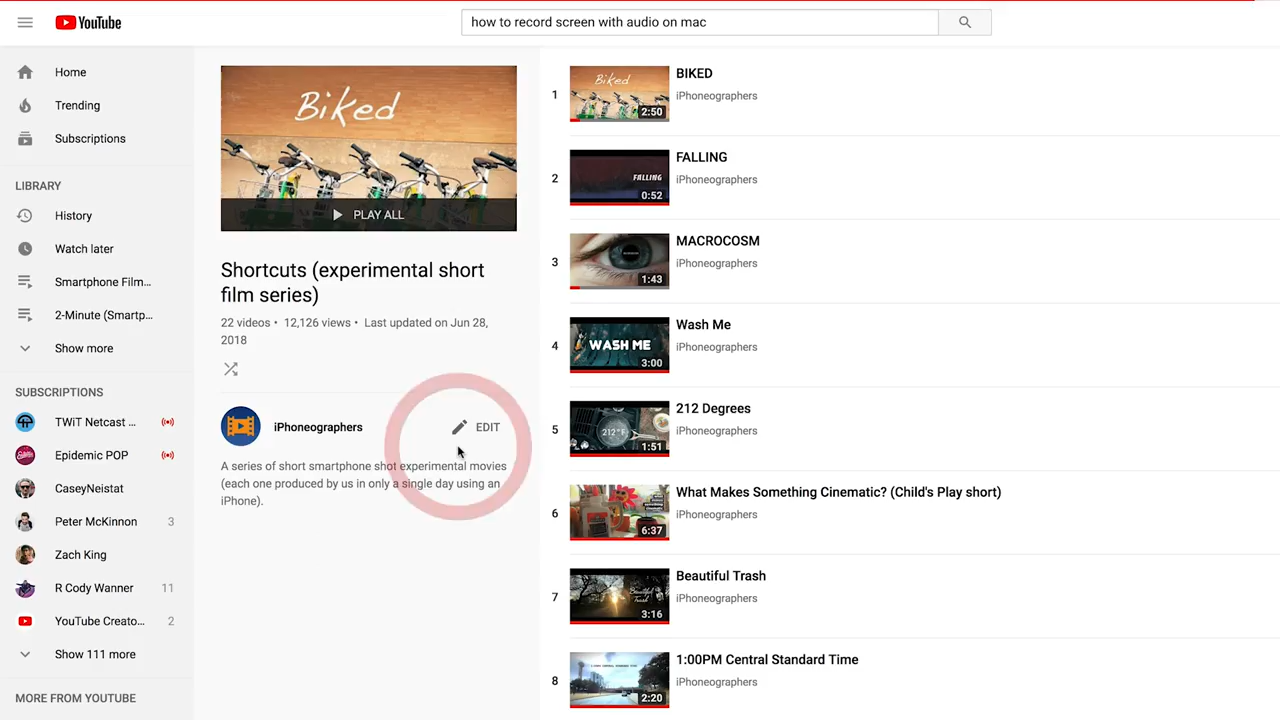 YouTube
how to record screen with audio on mac
Home
Trending
Subscriptions
LIBRARY
History
Watch later
Smartphone Film...
2-Minute (Smartp...
Show more
SUBSCRIPTIONS
TWiT Netcast ...
Epidemic POP
CaseyNeistat
Peter McKinnon 3
Zach King
R Cody Wanner 11
YouTube Creato... 2
Show 111 more
MORE FROM YOUTUBE
Biked
PLAY ALL
Shortcuts (experimental short
film series)
22 videos • 12,126 views • Last updated on Jun 28,
2018
iPhoneographers
EDIT
A series of short smartphone shot experimental movies
(each one produced by us in only a single day using an
iPhone).
1
Biked
2:50
BIKED
iPhoneographers
2
FALLING
0:52
FALLING
iPhoneographers
3
1:43
MACROCOSM
iPhoneographers
4
WASH ME
3:00
Wash Me
iPhoneographers
5
212°F
1:51
212 Degrees
iPhoneographers
6
6:37
What Makes Something Cinematic? (Child's Play short)
iPhoneographers
7
Beautiful
Trash
3:16
Beautiful Trash
iPhoneographers
8
2:20
1:00PM Central Standard Time
iPhoneographers